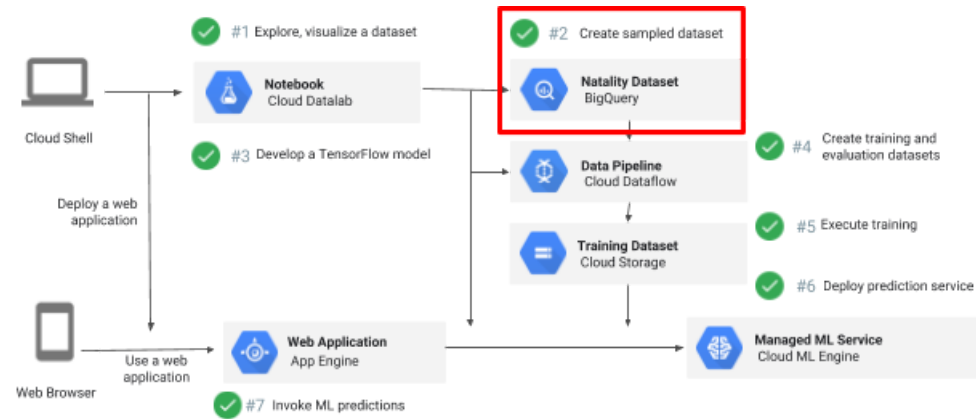 #1 Explore, visualize a dataset
#2 Create sampled dataset
Notebook
Cloud Datalab
Natality Dataset
BigQuery
Cloud Shell
#3 Develop a TensorFlow model
#4 Create training and
evaluation datasets
Data Pipeline
Cloud Dataflow
Deploy a web
application
#5 Execute training
Training Dataset
Cloud Storage
#6 Deploy prediction service
Web Application
App Engine
Managed ML Service
Cloud ML Engine
Use a web
application
Web Browser
#7 Invoke ML predictions